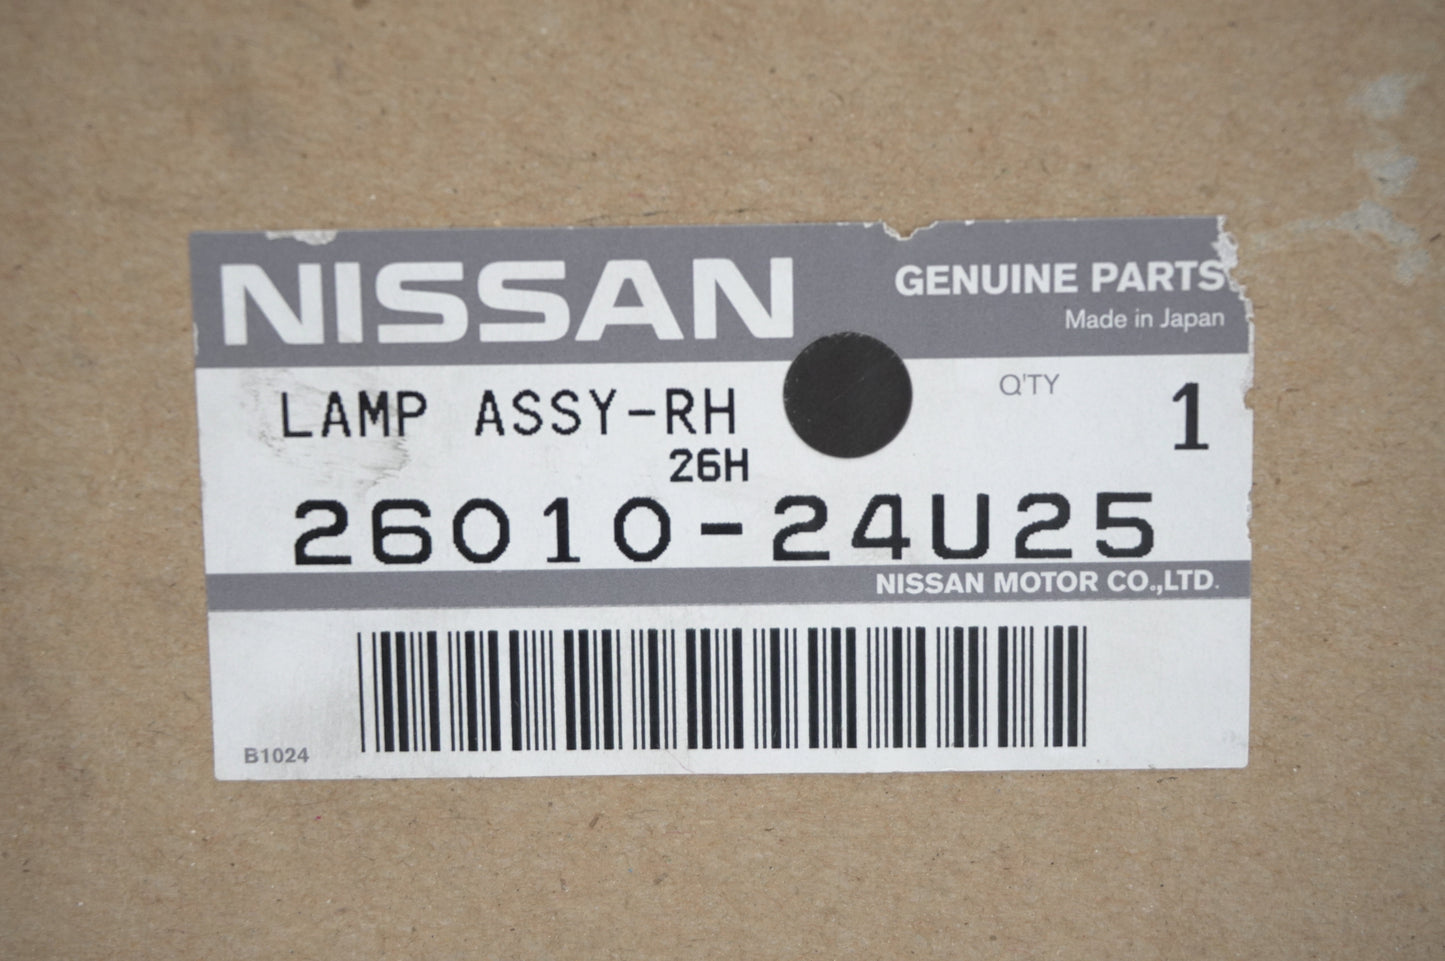 NISSAN
GENUINE PARTS
Made in Japan
LAMP ASSY-RH
Q'TY 1
26H
26010-24U25
NISSAN MOTOR CO.,LTD.
B1024